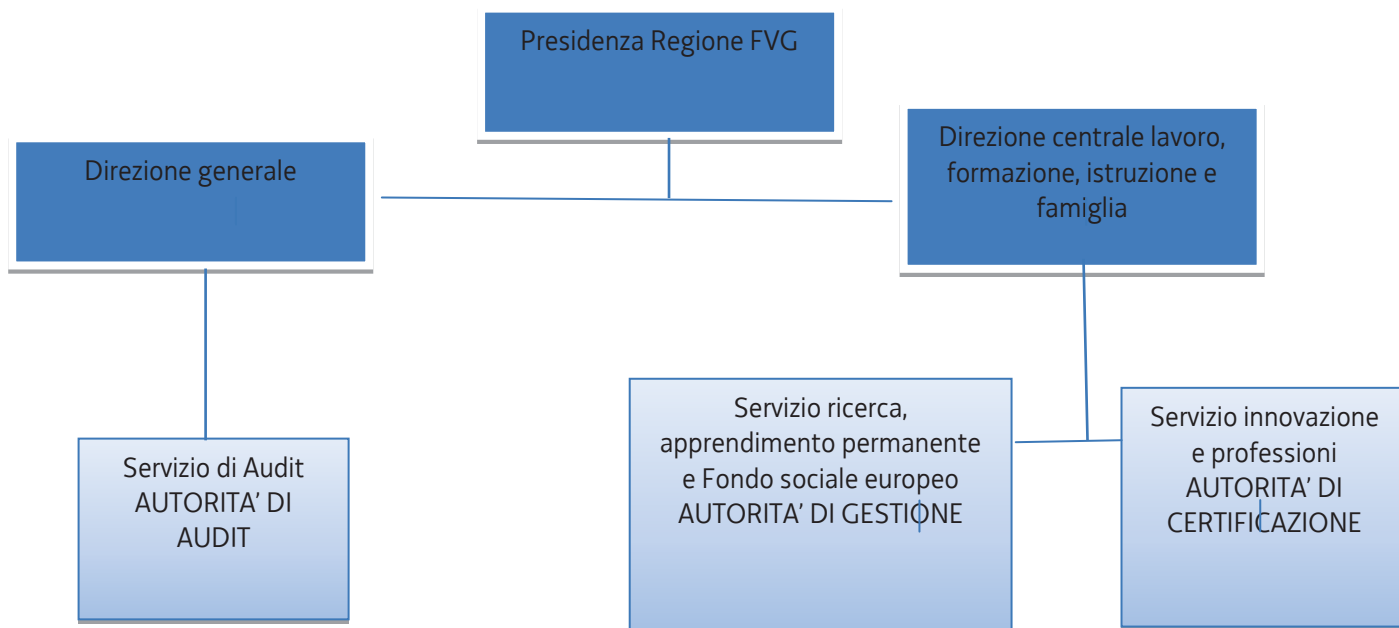 Presidenza Regione FVG
Direzione generale
Direzione centrale lavoro,
formazione, istruzione e
famiglia
Servizio di Audit
AUTORITA’ DI
AUDIT
Servizio ricerca,
apprendimento permanente
e Fondo sociale europeo
AUTORITA’ DI GESTIONE
Servizio innovazione
e professioni
AUTORITA’ DI
CERTIFICAZIONE